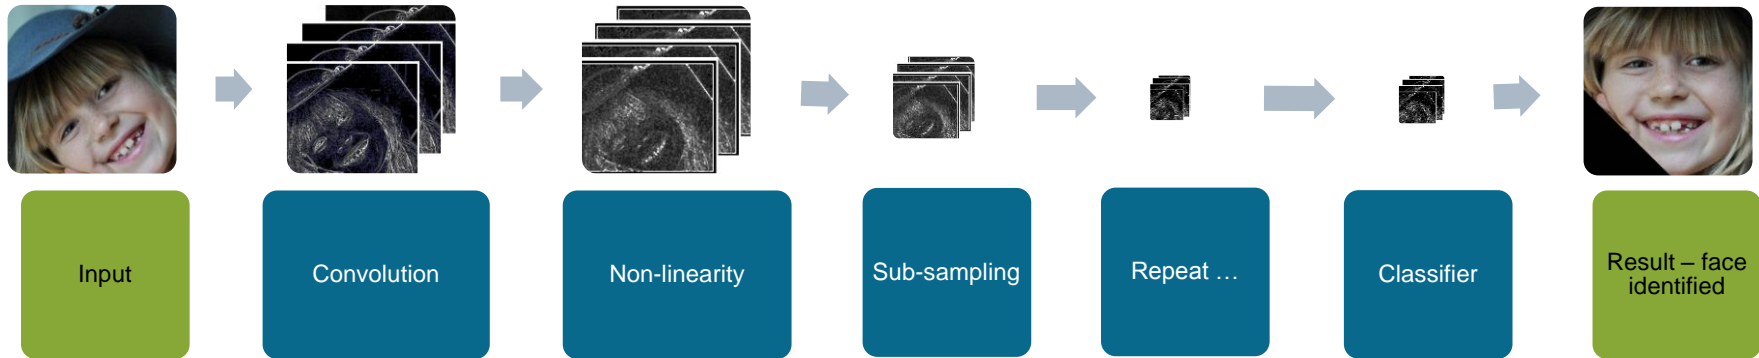 Input
Convolution
Non-linearity
Sub-sampling
Repeat …
Classifier
Result – face
identified